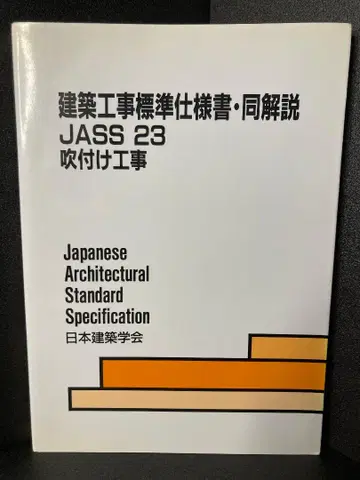 建築工事標準仕様書・同解説
JASS 23
吹付け工事
Japanese
Architectural
Standard
Specification
日本建築学会